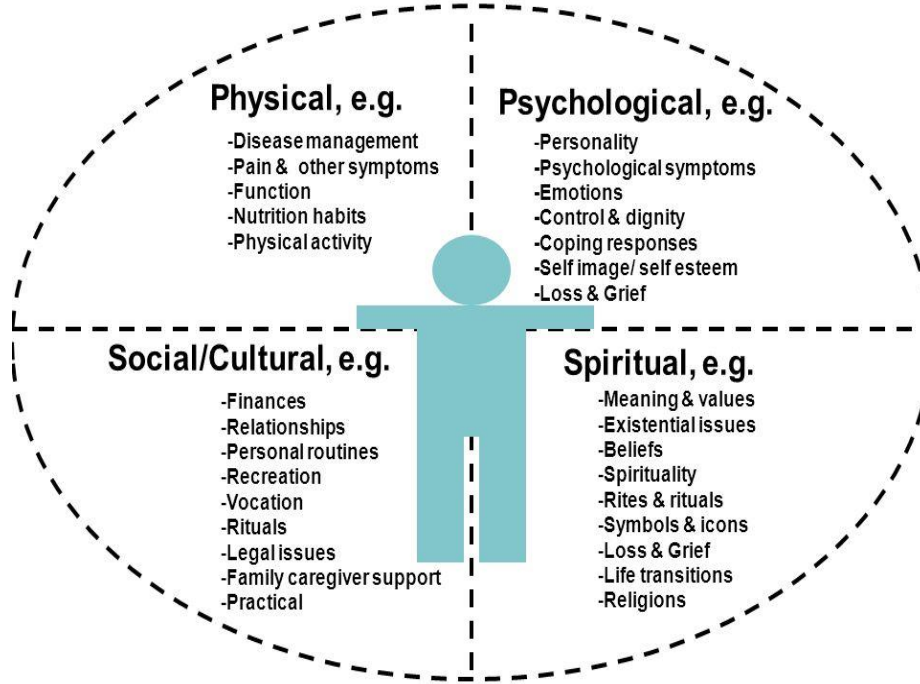 Physical, e.g.
-Disease management
-Pain & other symptoms
-Function
-Nutrition habits
-Physical activity
Psychological, e.g.
-Personality
-Psychological symptoms
-Emotions
-Control & dignity
-Coping responses
-Self image/ self esteem
-Loss & Grief
Social/Cultural, e.g.
-Finances
-Relationships
-Personal routines
-Recreation
-Vocation
-Rituals
-Legal issues
-Family caregiver support
-Practical
Spiritual, e.g.
-Meaning & values
-Existential issues
-Beliefs
-Spirituality
-Rites & rituals
-Symbols & icons
-Loss & Grief
-Life transitions
-Religions